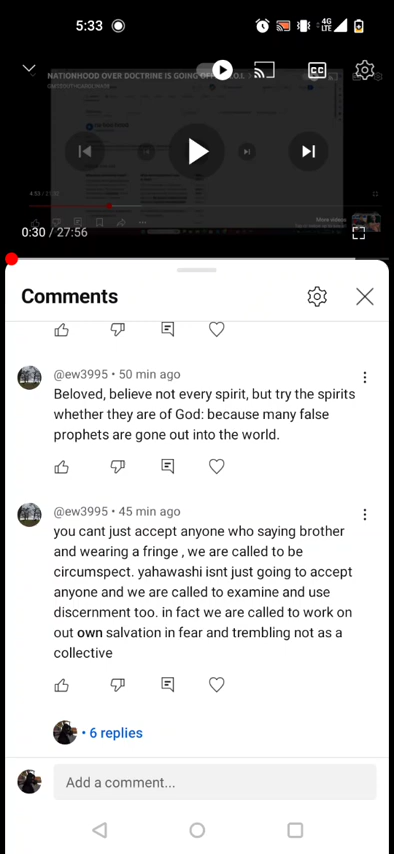 5:33
4G
LTE
NATIONHOOD OVER DOCTRINE IS GOING
CC
4:53
More videos
0:30 / 27:56
Comments
@ew3995 • 50 min ago
Beloved, believe not every spirit, but try the spirits
whether they are of God: because many false
prophets are gone out into the world.
@ew3995 • 45 min ago
you cant just accept anyone who saying brother
and wearing a fringe , we are called to be
circumspect. yahawashi isnt just going to accept
anyone and we are called to examine and use
discernment too. in fact we are called to work on
out own salvation in fear and trembling not as a
collective
• 6 replies
Add a comment...